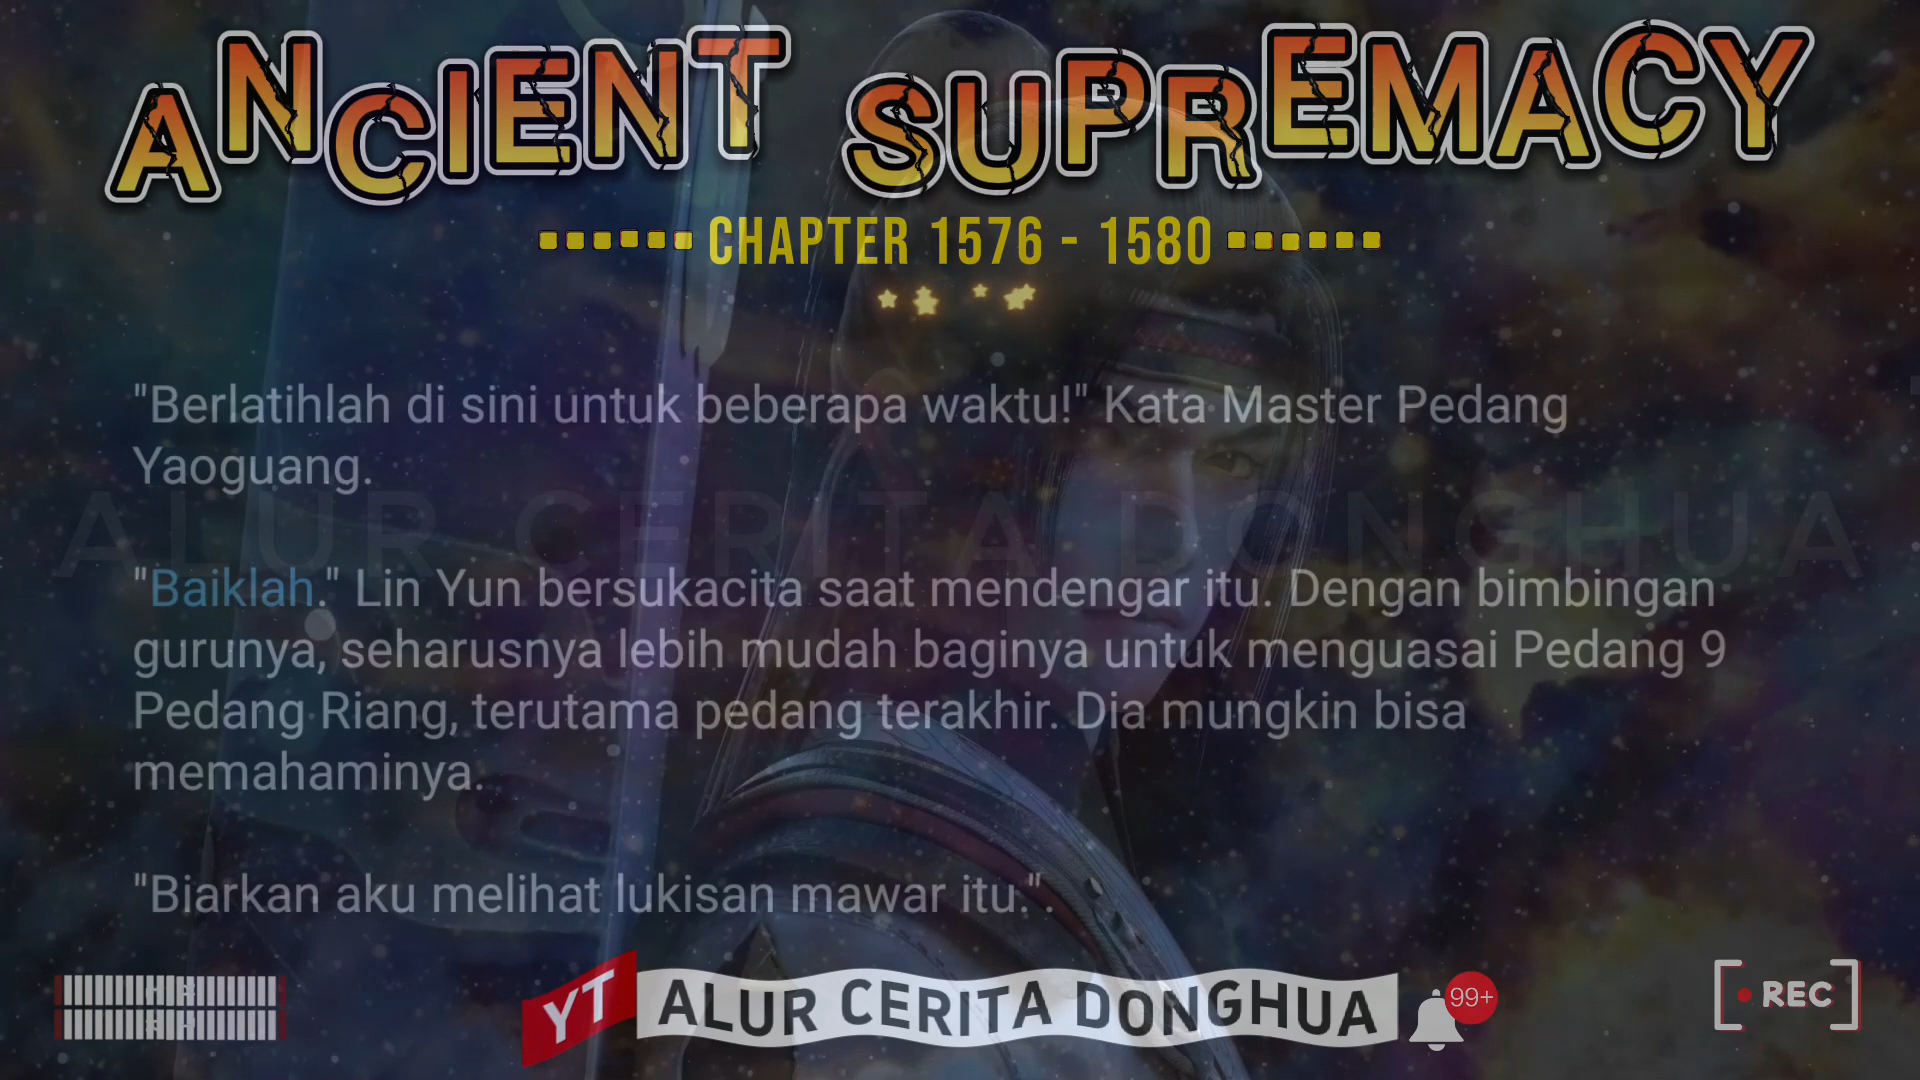 ANCIENT SUPREMACY
CHAPTER 1576 - 1580
"Berlatihlah di sini untuk beberapa waktu!" Kata Master Pedang
Yaoguang.
ALUR CERITA DONGHUA
"Baiklah." Lin Yun bersukacita saat mendengar itu. Dengan bimbingan
gurunya, seharusnya lebih mudah baginya untuk menguasai Pedang 9
Pedang Riang, terutama pedang terakhir. Dia mungkin bisa
memahaminya.
"Biarkan aku melihat lukisan mawar itu.".
YT ALUR CERITA DONGHUA
99+
REC